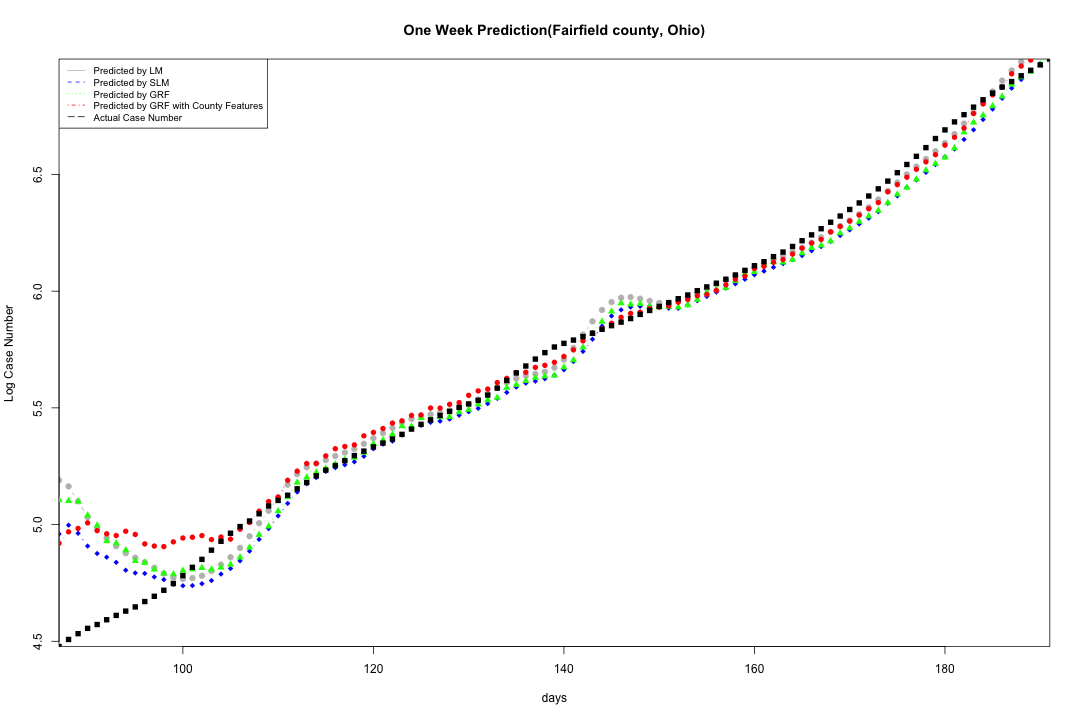 One Week Prediction(Fairfield county, Ohio)
Predicted by LM
Predicted by SLM
Predicted by GRF
Predicted by GRF with County Features
Actual Case Number
Log Case Number
6.5
6.0
5.5
5.0
4.5
100 120 140 160 180
days